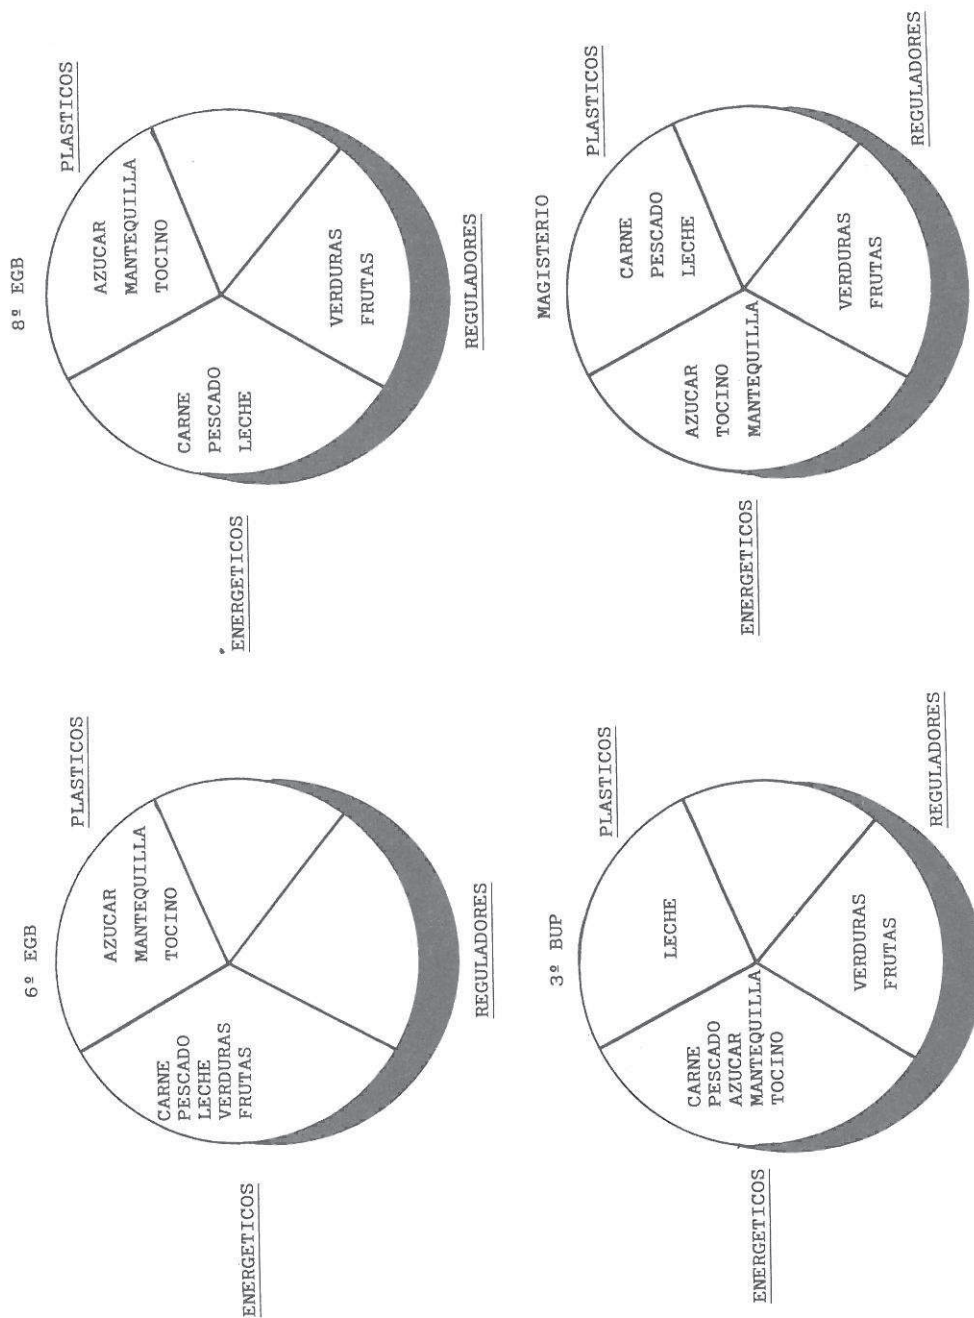 6º EGB
PLASTICOS
AZUCAR
MANTEQUILLA
TOCINO
CARNE
PESCADO
LECHE
VERDURAS
FRUTAS
ENERGETICOS
REGULADORES
8º EGB
PLASTICOS
AZUCAR
MANTEQUILLA
TOCINO
CARNE
PESCADO
LECHE
VERDURAS
FRUTAS
ENERGETICOS
REGULADORES
3º BUP
PLASTICOS
LECHE
CARNE
PESCADO
AZUCAR
MANTEQUILLA
TOCINO
VERDURAS
FRUTAS
ENERGETICOS
REGULADORES
MAGISTERIO
PLASTICOS
CARNE
PESCADO
LECHE
AZUCAR
TOCINO
MANTEQUILLA
VERDURAS
FRUTAS
ENERGETICOS
REGULADORES